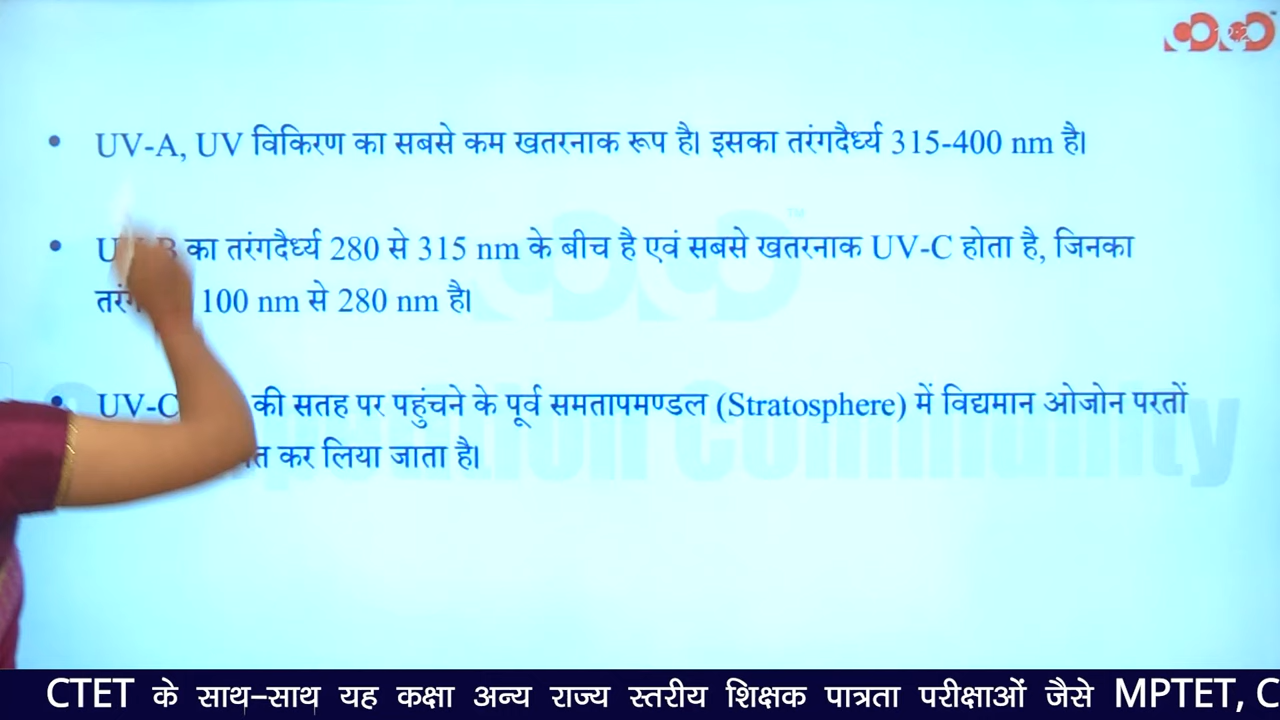 UV-A, UV विकिरण का सबसे कम खतरनाक रूप है। इसका तरंगदैर्ध्य 315-400 nm है।
का तरंगदैर्ध्य 280 से 315 nm के बीच है एवं सबसे खतरनाक UV-C होता है, जिनका
100 nm से 280 nm है।
UV-C की सतह पर पहुंचने के पूर्व समतापमण्डल (Stratosphere) में विद्यमान ओजोन परतों
कर लिया जाता है।
CTET के साथ-साथ यह कक्षा अन्य राज्य स्तरीय शिक्षक पात्रता परीक्षाओं जैसे MPTET, C